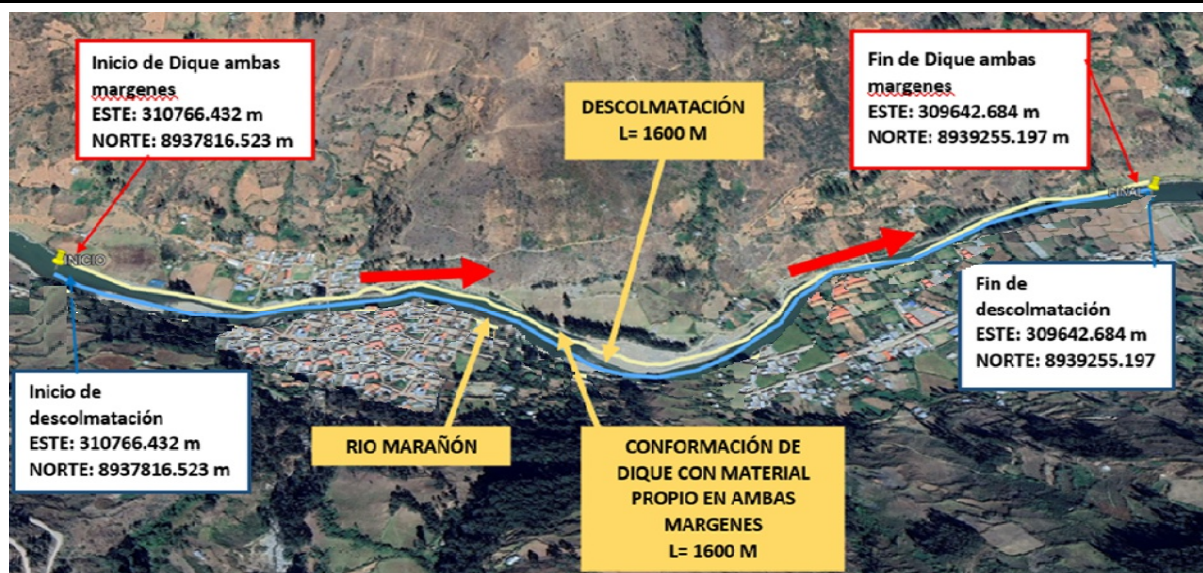 Inicio de Dique ambas
margenes
ESTE: 310766.432 m
NORTE: 8937816.523 m
DESCOLMATACIÓN
L= 1600 M
Fin de Dique ambas
margenes
ESTE: 309642.684 m
NORTE: 8939255.197 m
INICIO
FINAL
Inicio de
descolmatación
ESTE: 310766.432 m
NORTE: 8937816.523 m
RIO MARAÑÓN
CONFORMACIÓN DE
DIQUE CON MATERIAL
PROPIO EN AMBAS
MARGENES
L= 1600 M
Fin de
descolmatación
ESTE: 309642.684 m
NORTE: 8939255.197